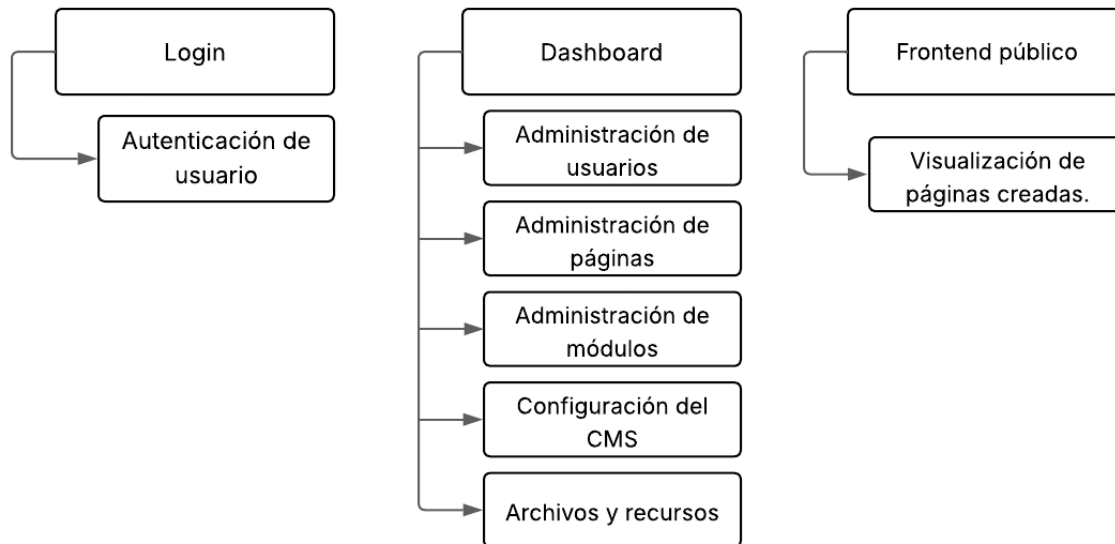 Login
Autenticación de
usuario
Dashboard
Administración de
usuarios
Administración de
páginas
Administración de
módulos
Configuración del
CMS
Archivos y recursos
Frontend público
Visualización de
páginas creadas.